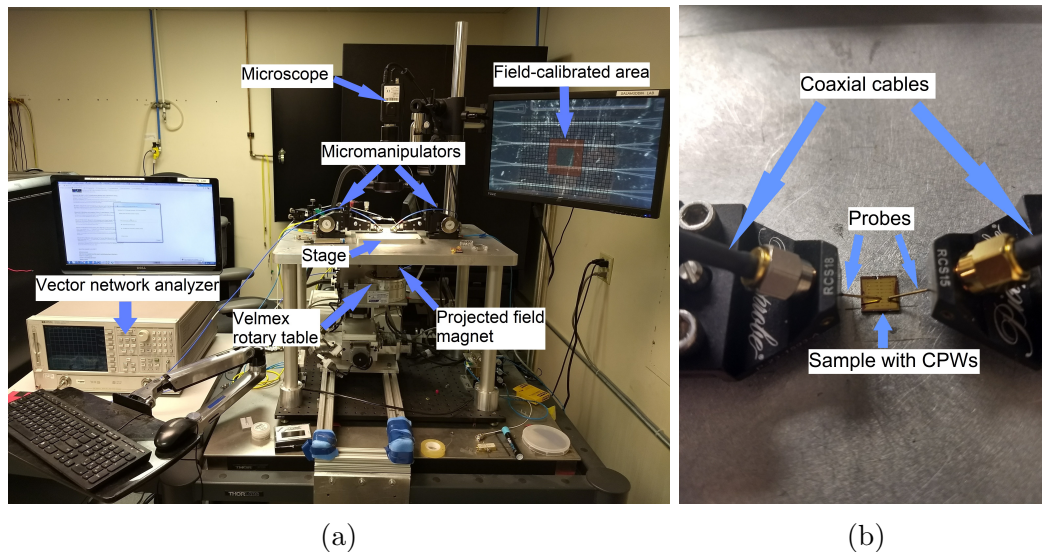 Microscope
Field-calibrated area
Micromanipulators
Stage
Vector network analyzer
Velmex
rotary table
Projected field
magnet
THORLABS
Coaxial cables
Probes
RCS18
RCS15
Sample with CPWs
(a)
(b)